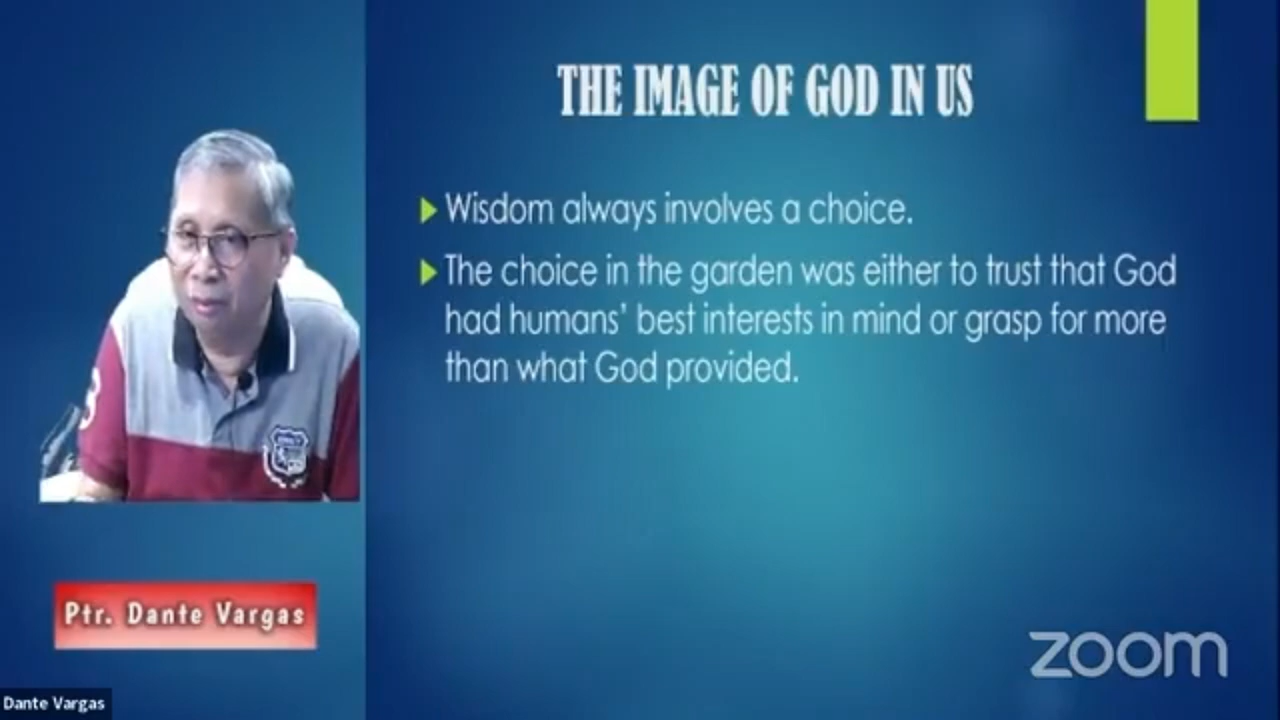 THE IMAGE OF GOD IN US
Wisdom always involves a choice.
The choice in the garden was either to trust that God
had humans' best interests in mind or grasp for more
than what God provided.
3
Ptr. Dante Vargas
zoom
Dante Vargas